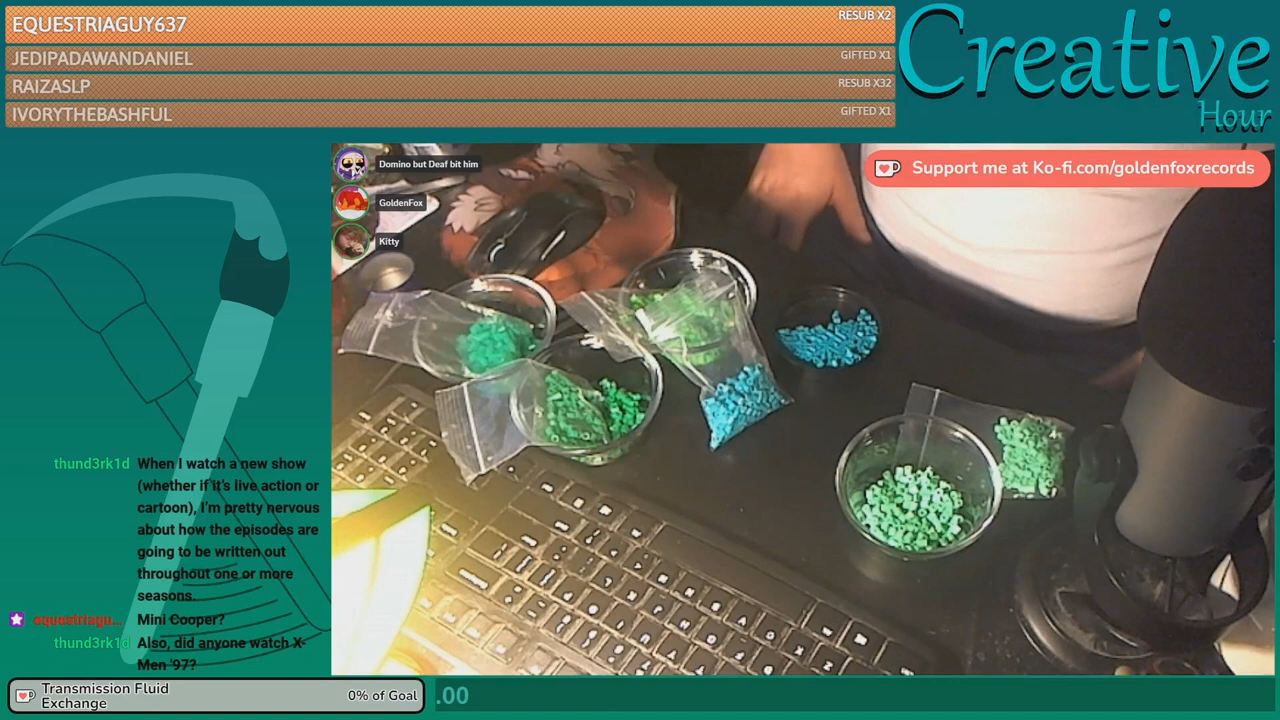 EQUESTRIAGUY637
RESUB X2
JEDIPADAWANDANIEL
GIFTED X1
RAIZASLP
RESUB X32
IVORYTHEBASHFUL
GIFTED X1
Creative
Hour
Domino but Deaf bit him
GoldenFox
Kitty
Support me at Ko-fi.com/goldenfoxrecords
thund3rk1d When I watch a new show
(whether if it's live action or
cartoon), I'm pretty nervous
about how the episodes are
going to be written out
throughout one or more
seasons.
equestriagu... Mini Cooper?
thund3rk1d Also, did anyone watch X-
Men '97?
Transmission Fluid
Exchange
0% of Goal
.00